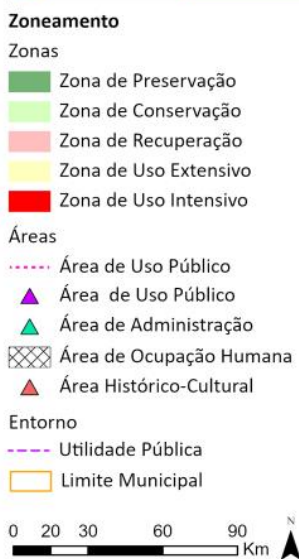 Zoneamento
Zonas
Zona de Preservação
Zona de Conservação
Zona de Recuperação
Zona de Uso Extensivo
Zona de Uso Intensivo
Áreas
Área de Uso Público
Área de Uso Público
Área de Administração
Área de Ocupação Humana
Área Histórico-Cultural
Entorno
Utilidade Pública
Limite Municipal
0 20 30 60 90
Km
N